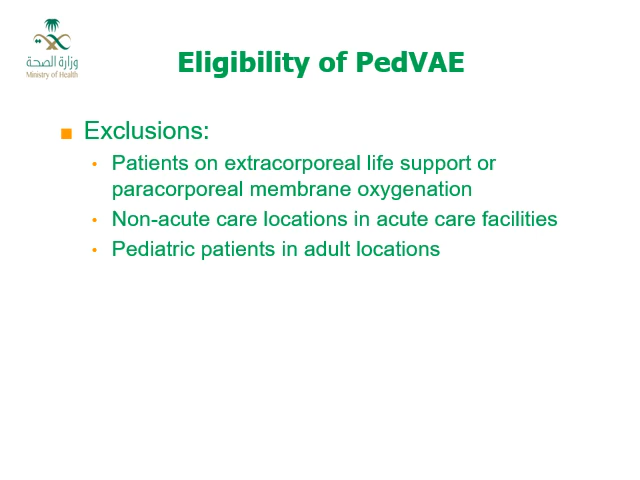 وزارة الصحة
Ministry of Health
Eligibility of PedVAE
Exclusions:
Patients on extracorporeal life support or
paracorporeal membrane oxygenation
Non-acute care locations in acute care facilities
Pediatric patients in adult locations